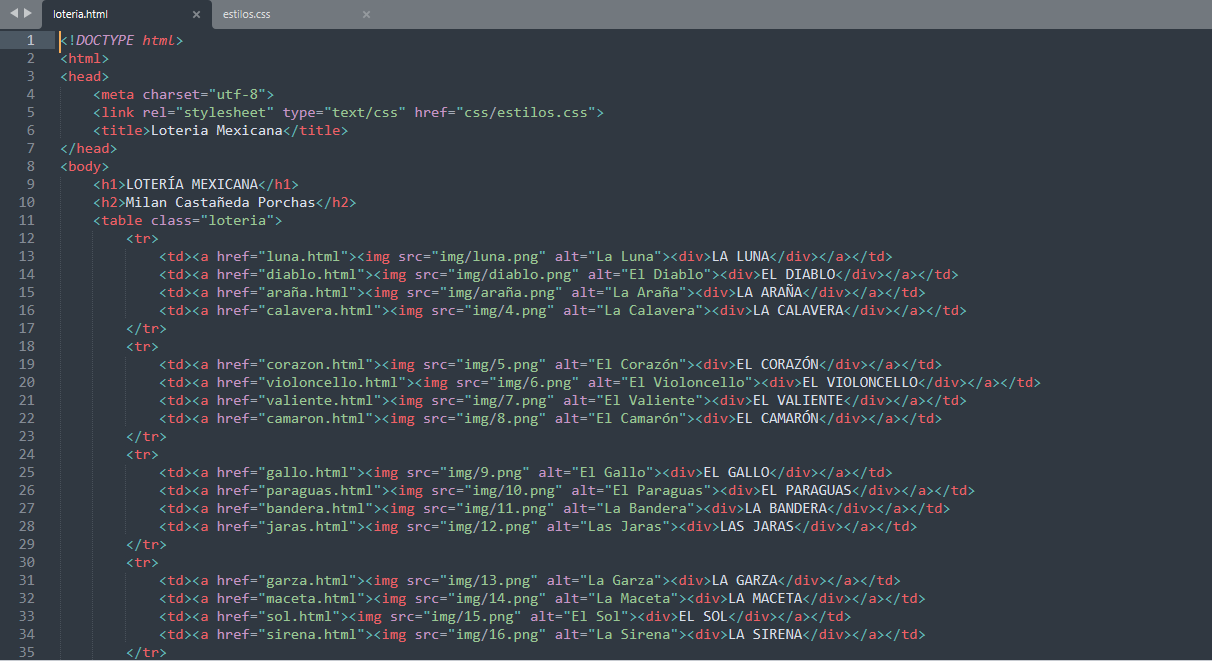 loteria.html × estilos.css ×
1 <!DOCTYPE html>
2 <html>
3 <head>
4 <meta charset="utf-8">
5 <link rel="stylesheet" type="text/css" href="css/estilos.css">
6 <title>Loteria Mexicana</title>
7 </head>
8 <body>
9 <h1>LOTERÍA MEXICANA</h1>
10 <h2>Milan Castañeda Porchas</h2>
11 <table class="loteria">
12 <tr>
13 <td><a href="luna.html"><img src="img/luna.png" alt="La Luna"><div>LA LUNA</div></a></td>
14 <td><a href="diablo.html"><img src="img/diablo.png" alt="El Diablo"><div>EL DIABLO</div></a></td>
15 <td><a href="araña.html"><img src="img/araña.png" alt="La Araña"><div>LA ARAÑA</div></a></td>
16 <td><a href="calavera.html"><img src="img/4.png" alt="La Calavera"><div>LA CALAVERA</div></a></td>
17 </tr>
18 <tr>
19 <td><a href="corazon.html"><img src="img/5.png" alt="El Corazón"><div>EL CORAZÓN</div></a></td>
20 <td><a href="violoncello.html"><img src="img/6.png" alt="El Violoncello"><div>EL VIOLONCELLO</div></a></td>
21 <td><a href="valiente.html"><img src="img/7.png" alt="El Valiente"><div>EL VALIENTE</div></a></td>
22 <td><a href="camaron.html"><img src="img/8.png" alt="El Camarón"><div>EL CAMARÓN</div></a></td>
23 </tr>
24 <tr>
25 <td><a href="gallo.html"><img src="img/9.png" alt="El Gallo"><div>EL GALLO</div></a></td>
26 <td><a href="paraguas.html"><img src="img/10.png" alt="El Paraguas"><div>EL PARAGUAS</div></a></td>
27 <td><a href="bandera.html"><img src="img/11.png" alt="La Bandera"><div>LA BANDERA</div></a></td>
28 <td><a href="jaras.html"><img src="img/12.png" alt="Las Jaras"><div>LAS JARAS</div></a></td>
29 </tr>
30 <tr>
31 <td><a href="garza.html"><img src="img/13.png" alt="La Garza"><div>LA GARZA</div></a></td>
32 <td><a href="maceta.html"><img src="img/14.png" alt="La Maceta"><div>LA MACETA</div></a></td>
33 <td><a href="sol.html"><img src="img/15.png" alt="El Sol"><div>EL SOL</div></a></td>
34 <td><a href="sirena.html"><img src="img/16.png" alt="La Sirena"><div>LA SIRENA</div></a></td>
35 </tr>